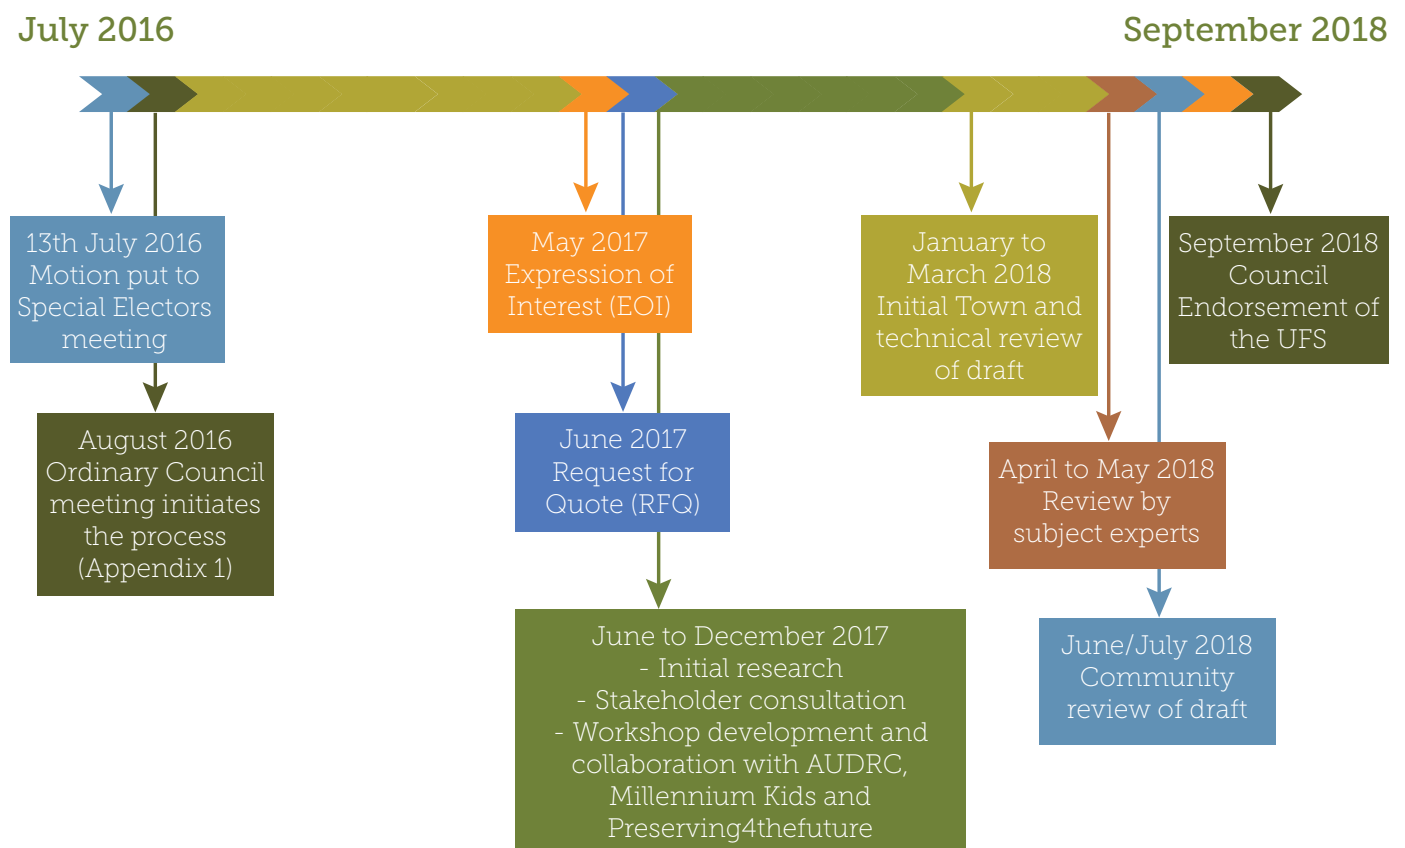 July 2016
September 2018
13th July 2016
Motion put to
Special Electors
meeting
August 2016
Ordinary Council
meeting initiates
the process
(Appendix 1)
May 2017
Expression of
Interest (EOI)
June 2017
Request for
Quote (RFQ)
June to December 2017
- Initial research
- Stakeholder consultation
- Workshop development and
collaboration with AUDRC,
Millennium Kids and
Preserving4thefuture
January to
March 2018
Initial Town and
technical review
of draft
April to May 2018
Review by
subject experts
June/July 2018
Community
review of draft
September 2018
Council
Endorsement of
the UFS